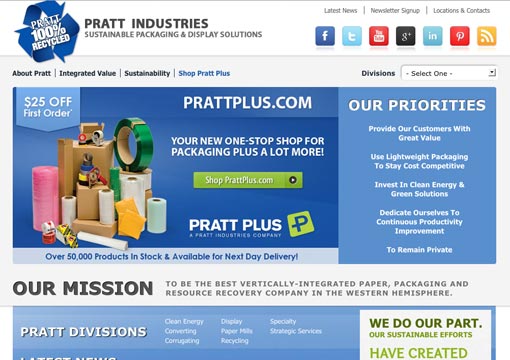 PRATT
100%
RECYCLED
PRATT INDUSTRIES
SUSTAINABLE PACKAGING & DISPLAY SOLUTIONS
Latest News | Newsletter Signup | Locations & Contacts
About Pratt | Integrated Value | Sustainability | Shop Pratt Plus
Divisions - Select One -
$25 OFF
First Order*
PRATTPLUS.COM
YOUR NEW ONE-STOP SHOP FOR
PACKAGING PLUS A LOT MORE!
Shop PrattPlus.com
PRATT PLUS P
A PRATT INDUSTRIES COMPANY
Over 50,000 Products In Stock & Available for Next Day Delivery!
OUR PRIORITIES
Provide Our Customers With
Great Value
Use Lightweight Packaging
To Stay Cost Competitive
Invest In Clean Energy &
Green Solutions
Dedicate Ourselves To
Continuous Productivity
Improvement
To Remain Private
OUR MISSION
TO BE THE BEST VERTICALLY-INTEGRATED PAPER, PACKAGING AND
RESOURCE RECOVERY COMPANY IN THE WESTERN HEMISPHERE.
PRATT DIVISIONS
Clean Energy
Converting
Corrugating
Display
Paper Mills
Recycling
Specialty
Strategic Services
LATEST NEWS
WE DO OUR PART.
OUR SUSTAINABLE EFFORTS
HAVE CREATED